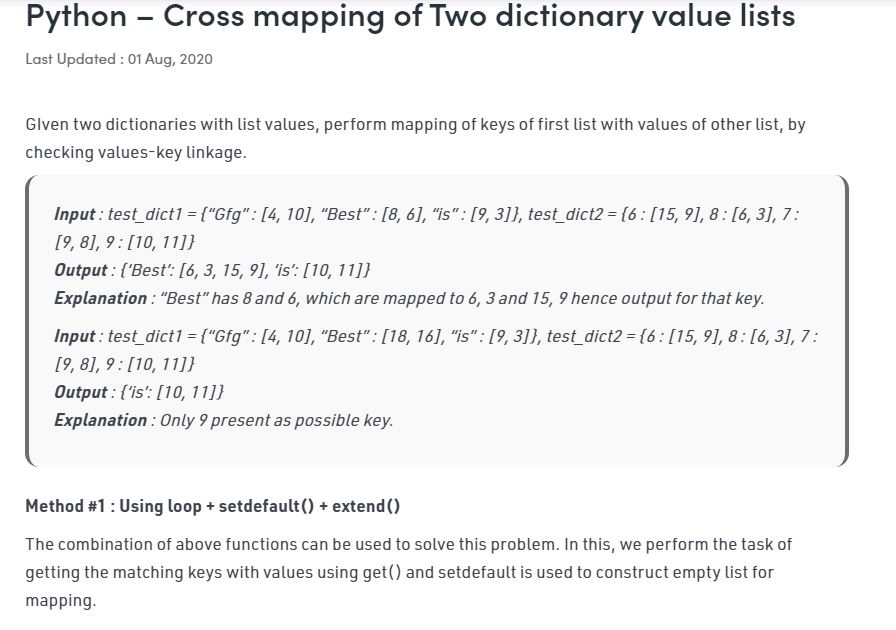 Python – Cross mapping of Two dictionary value lists
Last Updated : 01 Aug, 2020
GIven two dictionaries with list values, perform mapping of keys of first list with values of other list, by
checking values-key linkage.
Input : test_dict1 = {“Gfg” : [4, 10], “Best” : [8, 6], “is” : [9, 3]}, test_dict2 = {6 : [15, 9], 8 : [6, 3], 7 :
[9, 8], 9 : [10, 11]}
Output : {‘Best’: [6, 3, 15, 9], ‘is’: [10, 11]}
Explanation : “Best” has 8 and 6, which are mapped to 6, 3 and 15, 9 hence output for that key.
Input : test_dict1 = {“Gfg” : [4, 10], “Best” : [18, 16], “is” : [9, 3]}, test_dict2 = {6 : [15, 9], 8 : [6, 3], 7 :
[9, 8], 9 : [10, 11]}
Output : {‘is’: [10, 11]}
Explanation : Only 9 present as possible key.
Method #1 : Using loop + setdefault() + extend()
The combination of above functions can be used to solve this problem. In this, we perform the task of
getting the matching keys with values using get() and setdefault is used to construct empty list for
mapping.